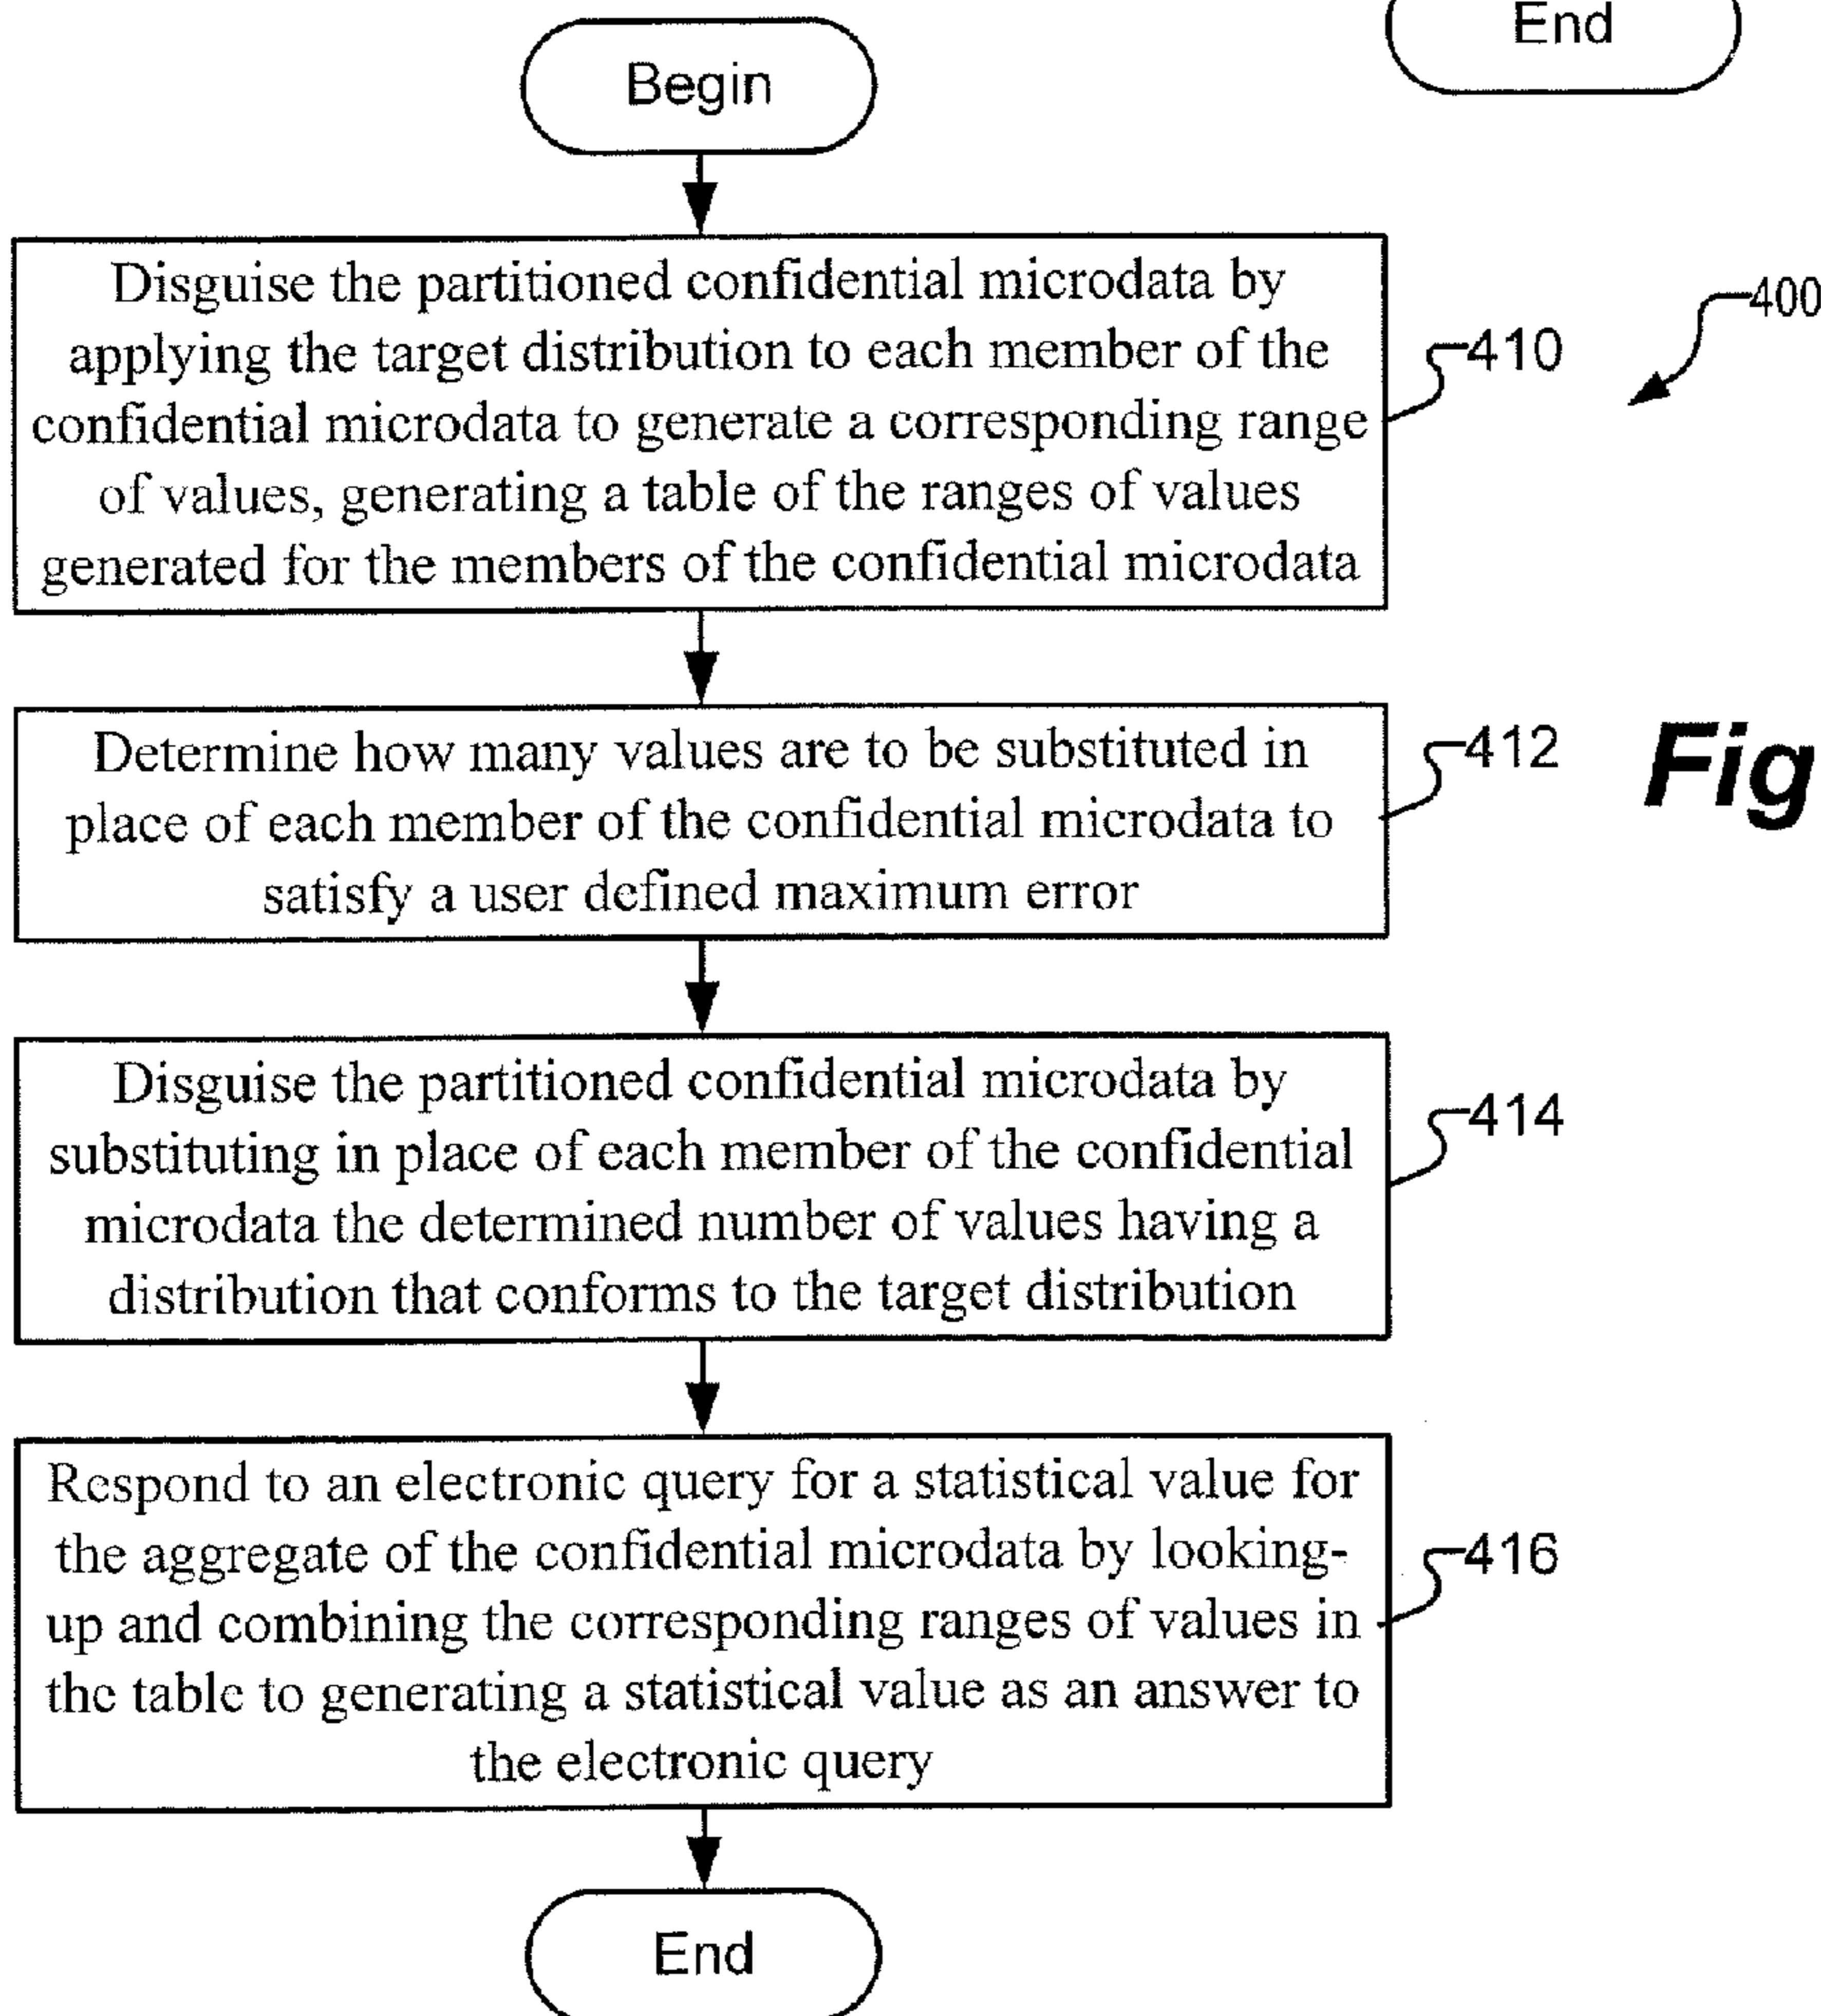 End
Begin
Disguise the partitioned confidential microdata by
applying the target distribution to each member of the
confidential microdata to generate a corresponding range
of values, generating a table of the ranges of values
generated for the members of the confidential microdata
400
410
Determine how many values are to be substituted in
place of each member of the confidential microdata to
satisfy a user defined maximum error
412
Fig
Disguise the partitioned confidential microdata by
substituting in place of each member of the confidential
microdata the determined number of values having a
distribution that conforms to the target distribution
414
Respond to an electronic query for a statistical value for
the aggregate of the confidential microdata by looking-
up and combining the corresponding ranges of values in
the table to generating a statistical value as an answer to
the electronic query
416
End